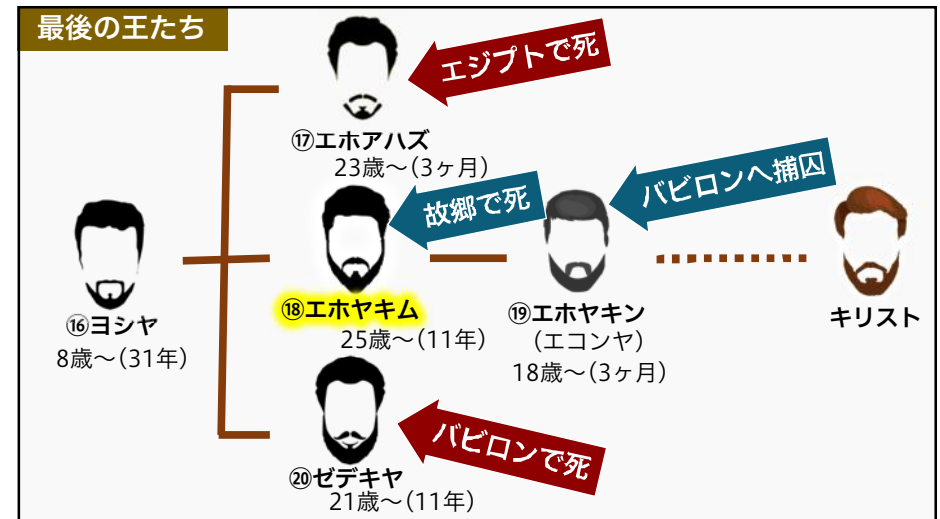 最後の王たち
エジプトで死
⑰エホアハズ
23歳～(3ヶ月)
バビロンへ捕囚
故郷で死
⑯ヨシヤ
8歳～(31年)
⑱エホヤキム
25歳～(11年)
⑲エホヤキン
(エコンヤ)
18歳～(3ヶ月)
キリスト
バビロンで死
⑳ゼデキヤ
21歳～(11年)